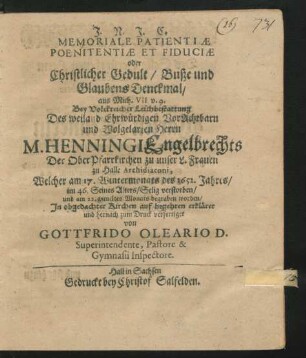 J. N. J. C.
MEMORIALE PATIENTIÆ
POENITENTIÆ ET FIDUCIÆ
oder
Christlicher Gedult / Buße und
Glaubens Denckmal /
aus Mich. VII v. 9.
Bey Volckreicher Leichbestattung
Des weiland Ehrwürdigen VorAchtbarn
und Wolgelarten Herrn
M. HENNINGI Engelbrechts
Der Ober Pfarrkirchen zu unser L. Frauen
zu Halle Archidiaconi,
Welcher am 17. Wintermonats des 1652. Jahres /
im 46. Seines Alters / Selig verstorben /
und am 22. gemelten Monats begraben worden /
In obgedachter Kirchen auff begehren erkläret
und hernach zum Druck verfertiget
von
GOTTFRIDO OLEARIO D.
Superintendente, Pastore &
Gymnasii Inspectore.
Hall in Sachsen
Gedruckt bey Christof Salfelden.